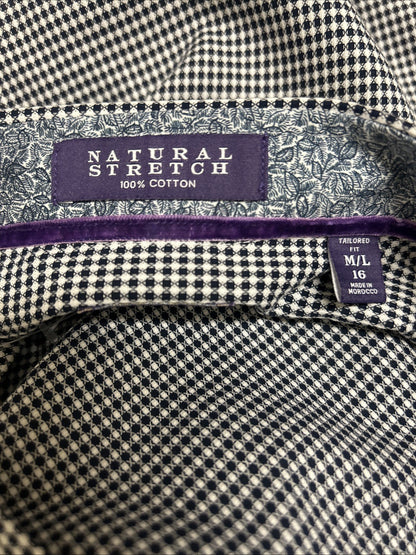 NATURAL
STRETCH
100% COTTON
TAILORED
FIT
M/L
16
MADE IN
MOROCCO